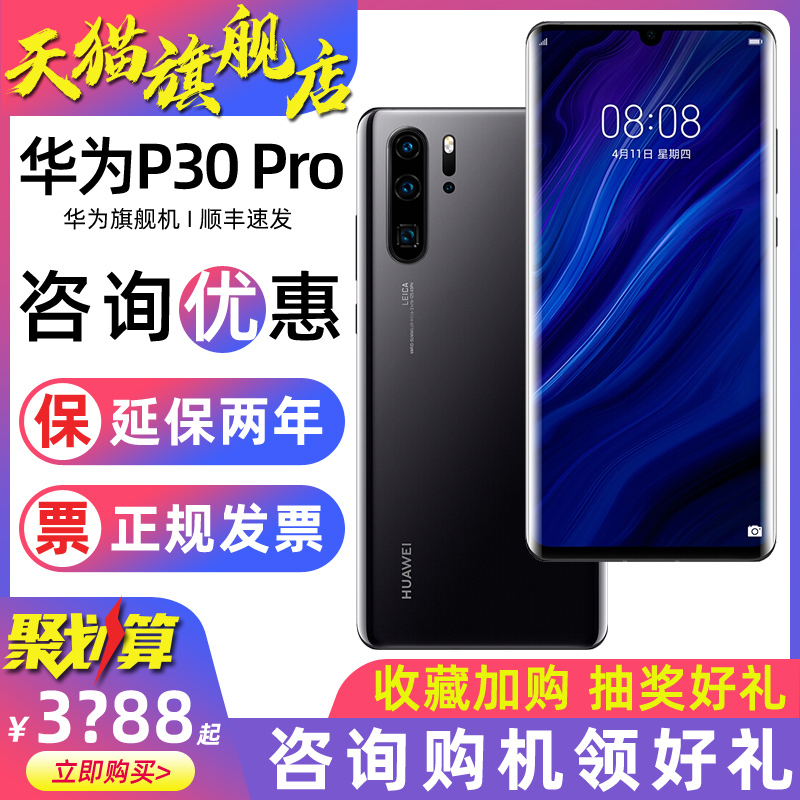 天猫旗舰店
华为P30 Pro
华为旗舰机 | 顺丰速发
咨询优惠
保 延保两年
票 正规发票
LEICA
HUAWEI
08:08
4月11日 星期四
聚划算
¥3?88起
立即购买>
收藏加购 抽奖好礼
咨询购机领好礼